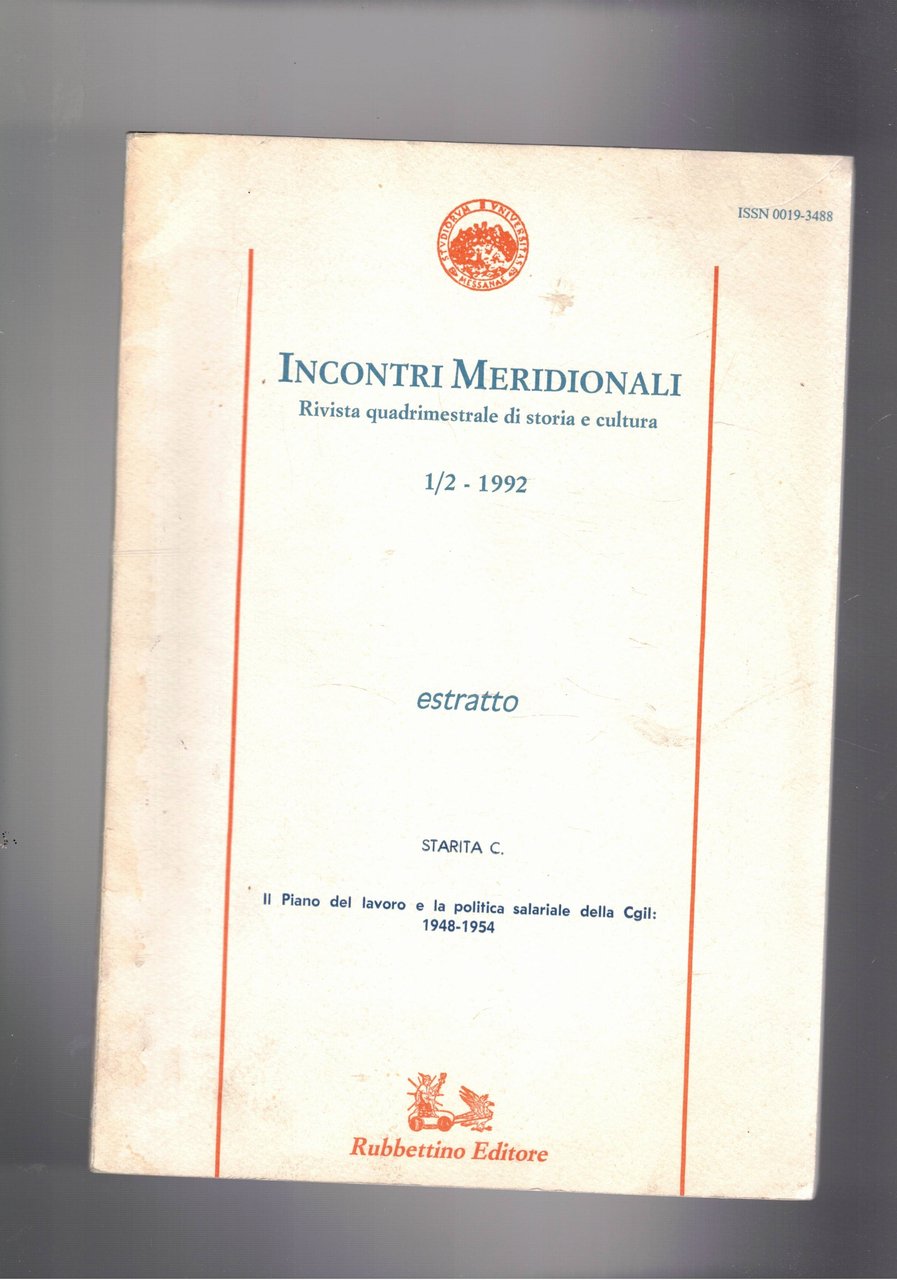 ISSN 0019-3488
STVDIORVM VNIVERSITAS
MESSANAE
INCONTRI MERIDIONALI
Rivista quadrimestrale di storia e cultura
1/2 - 1992
estratto
STARITA C.
Il Piano del lavoro e la politica salariale della Cgil:
1948-1954
Rubbettino Editore